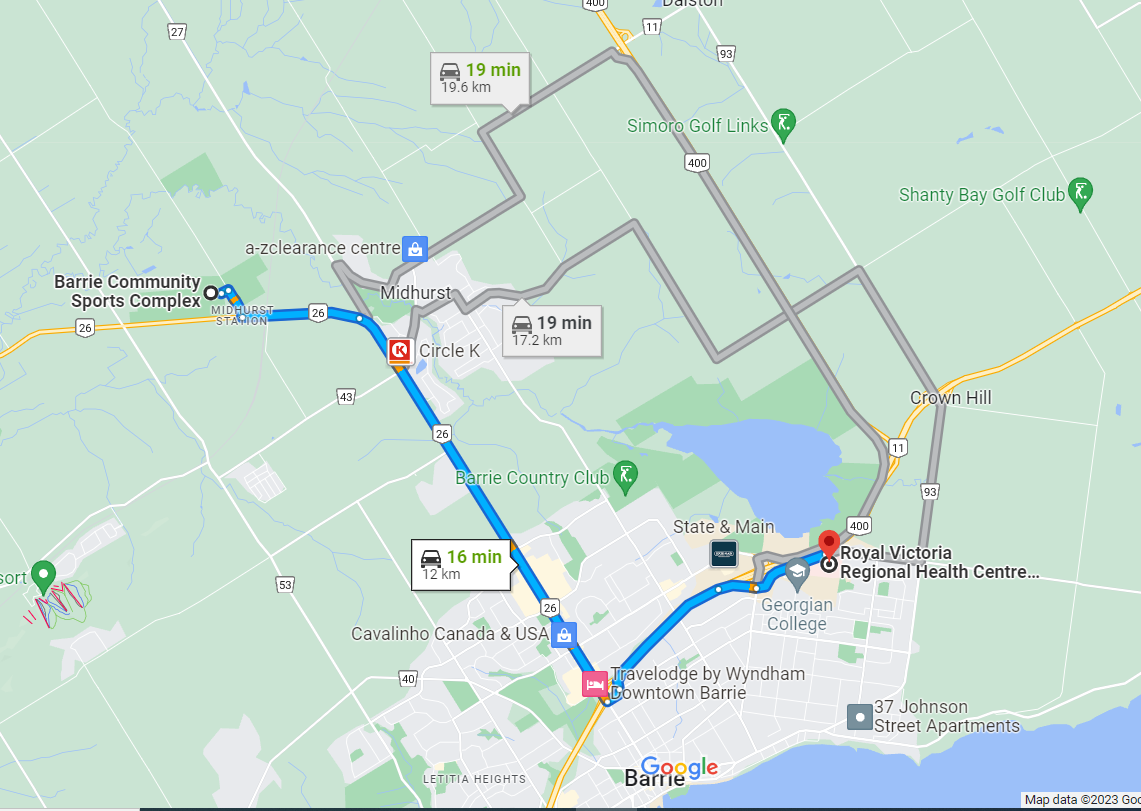 Dalston
400
27
11
93
19 min
19.6 km
Simoro Golf Links
400
Shanty Bay Golf Club
a-zclearance centre
Barrie Community
Sports Complex
Midhurst
MIDHURST
STATION
26
26
19 min
17.2 km
Circle K
43
Crown Hill
26
11
Barrie Country Club
93
State & Main
400
16 min
12 km
Royal Victoria
Regional Health Centre...
sort
53
26
Georgian
College
Cavalinho Canada & USA
40
Travelodge by Wyndham
Downtown Barrie
37 Johnson
Street Apartments
Google
LETITIA HEIGHTS
Barrie
Map data ©2023 Goo